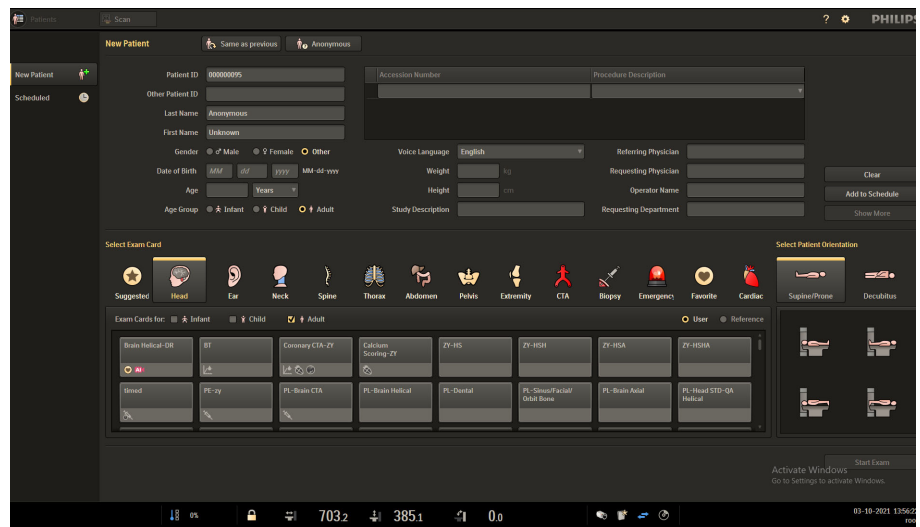 Patients Scan ? PHILIPS
New Patient Same as previous Anonymous
New Patient
Scheduled
Patient ID 000000095
Other Patient ID
Last Name Anonymous
First Name Unknown
Gender Male Female Other
Date of Birth MM dd yyyy MM-dd-yyyy
Age Years
Age Group Infant Child Adult
Accession Number Procedure Description
Voice Language English
Weight kg
Height cm
Study Description
Referring Physician
Requesting Physician
Operator Name
Requesting Department
Clear
Add to Schedule
Show More
Select Exam Card
Suggested Head Ear Neck Spine Thorax Abdomen Pelvis Extremity CTA Biopsy Emergency Favorite Cardiac
Exam Cards for: Infant Child Adult User Reference
Brain Helical-DR BT Coronary CTA-ZY Calcium Scoring-ZY ZY-HS ZY-HSH ZY-HSA ZY-HSHA
AI
timed PE-zy PL-Brain CTA PL-Brain Helical PL-Dental PL-Sinus/Facial/ Orbit Bone PL-Brain Axial PL-Head STD-QA Helical
Select Patient Orientation
Supine/Prone Decubitus
Start Exam
Activate Windows
Go to Settings to activate Windows.
0% 703.2 385.1 0.0
03-10-2021 13:56:2